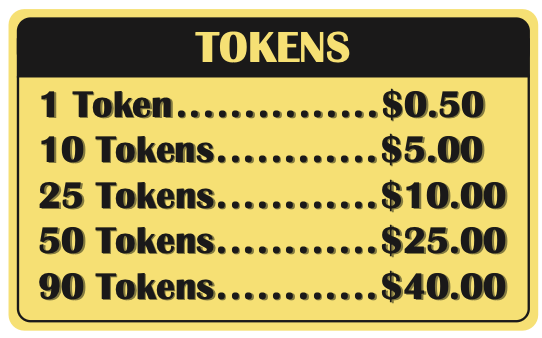 TOKENS
1 Token..............$0.50
10 Tokens............$5.00
25 Tokens............$10.00
50 Tokens............$25.00
90 Tokens............$40.00